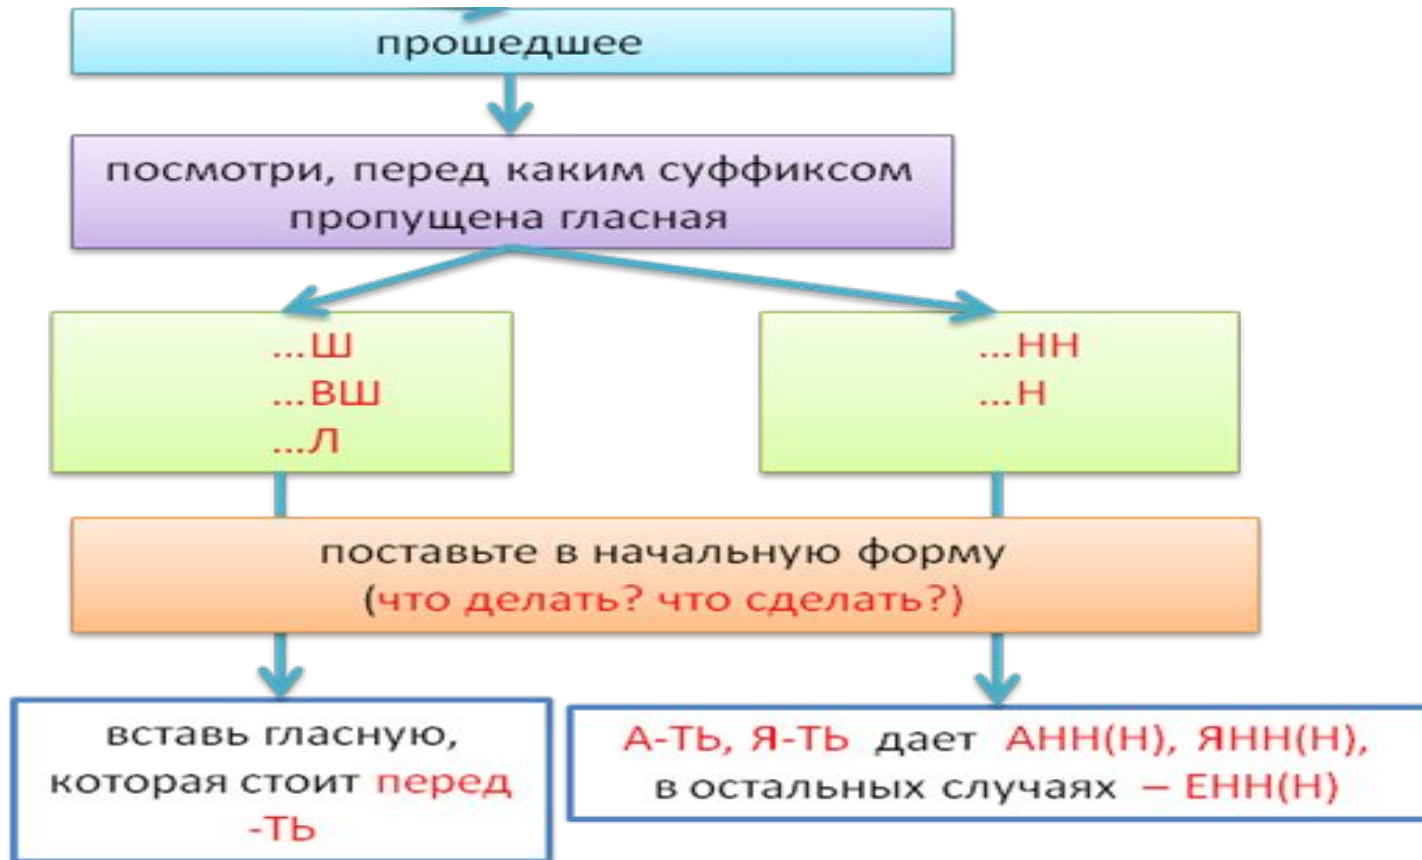 прошедшее
посмотри, перед каким суффиксом
пропущена гласная
...Ш
...ВШ
...Л
...НН
...Н
поставьте в начальную форму
(что делать? что сделать?)
вставь гласную,
которая стоит перед
-ТЬ
А-ТЬ, Я-ТЬ дает АНН(Н), ЯНН(Н),
в остальных случаях – ЕНН(Н)